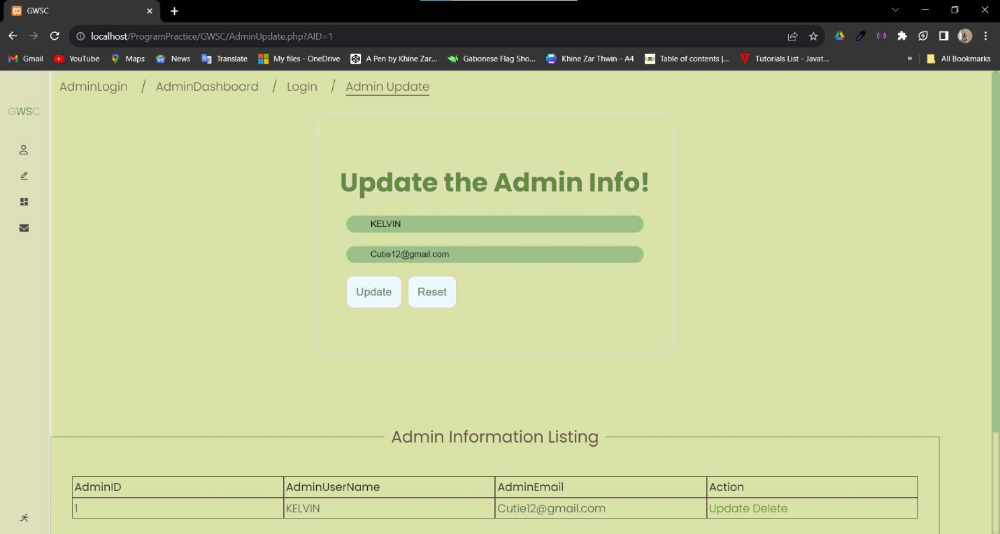 GWSC
localhost/ProgramPractice/GWSC/AdminUpdate.php?AID=1
Gmail YouTube Maps News Translate My files - OneDrive A Pen by Khine Zar... Gabonese Flag Sho... Khine Zar Thwin - A4 Table of contents |... Tutorials List - Javat... » All Bookmarks
AdminLogin / AdminDashboard / LogIn / Admin Update
GWSC
Update the Admin Info!
KELVIN
Cutie12@gmail.com
Update Reset
Admin Information Listing
AdminID AdminUserName AdminEmail Action
1 KELVIN Cutie12@gmail.com Update Delete